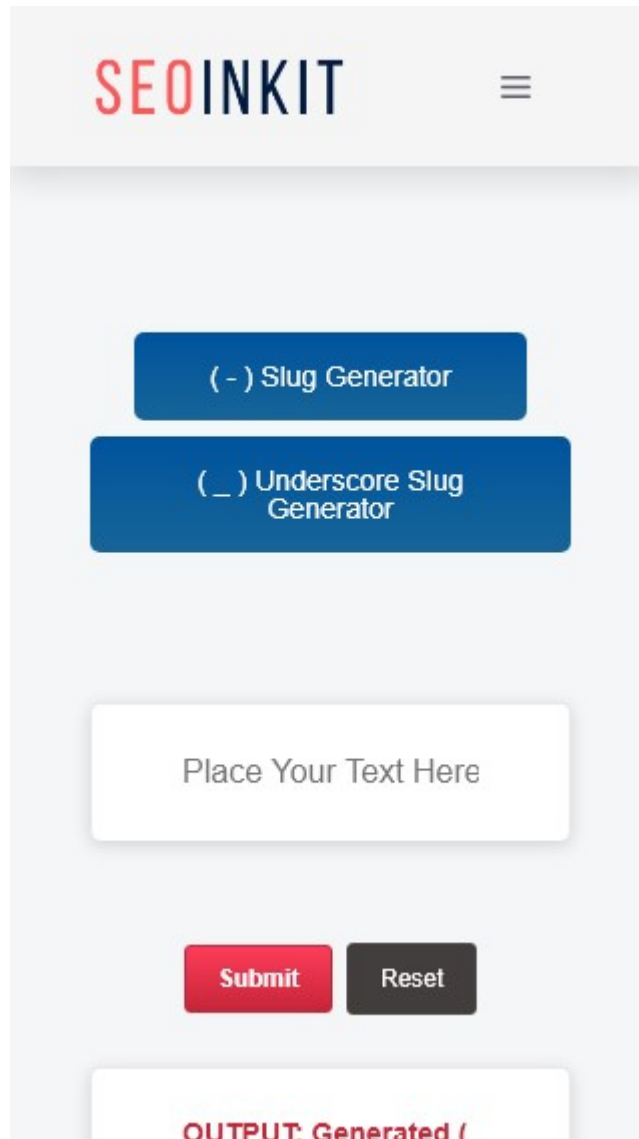 SEOINKIT
( - ) Slug Generator
( _ ) Underscore Slug
Generator
Place Your Text Here
Submit Reset
OUTPUT: Generated (